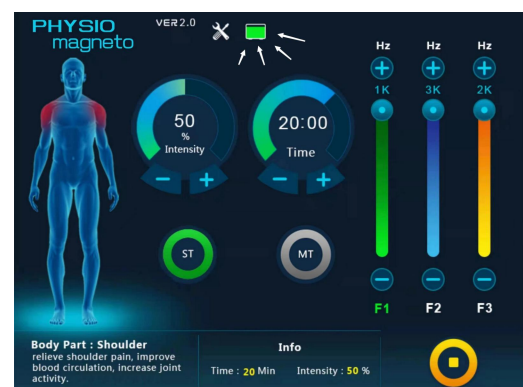 PHYSIO
magneto
VER2.0
50
%
Intensity
20:00
Time
Hz
Hz
Hz
1K
3K
2K
ST
MT
F1
F2
F3
Body Part : Shoulder
relieve shoulder pain, improve
blood circulation, increase joint
activity.
Info
Time : 20 Min
Intensity : 50 %